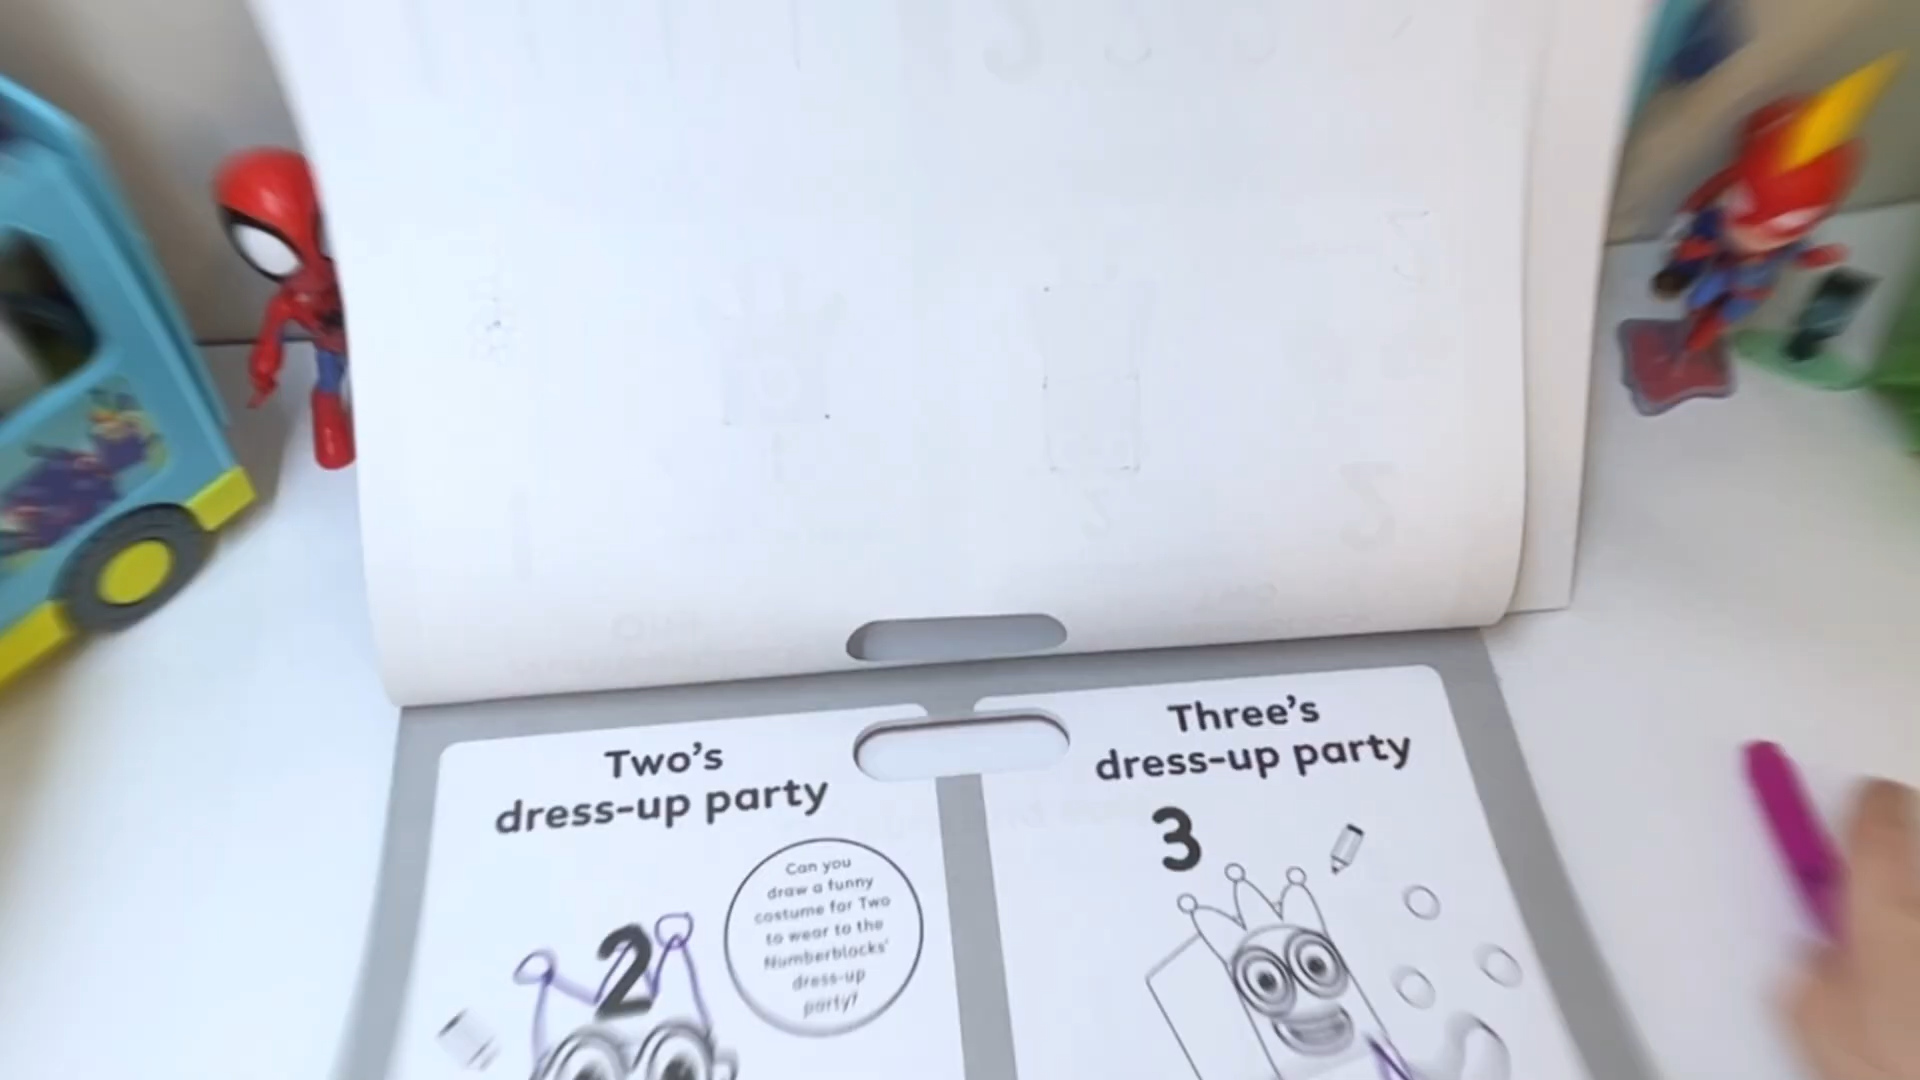 Two's
dress-up party
Can you
draw a funny
costume for Two
to wear to the
Numberblocks'
dress-up
party?
2
Three's
dress-up party
3